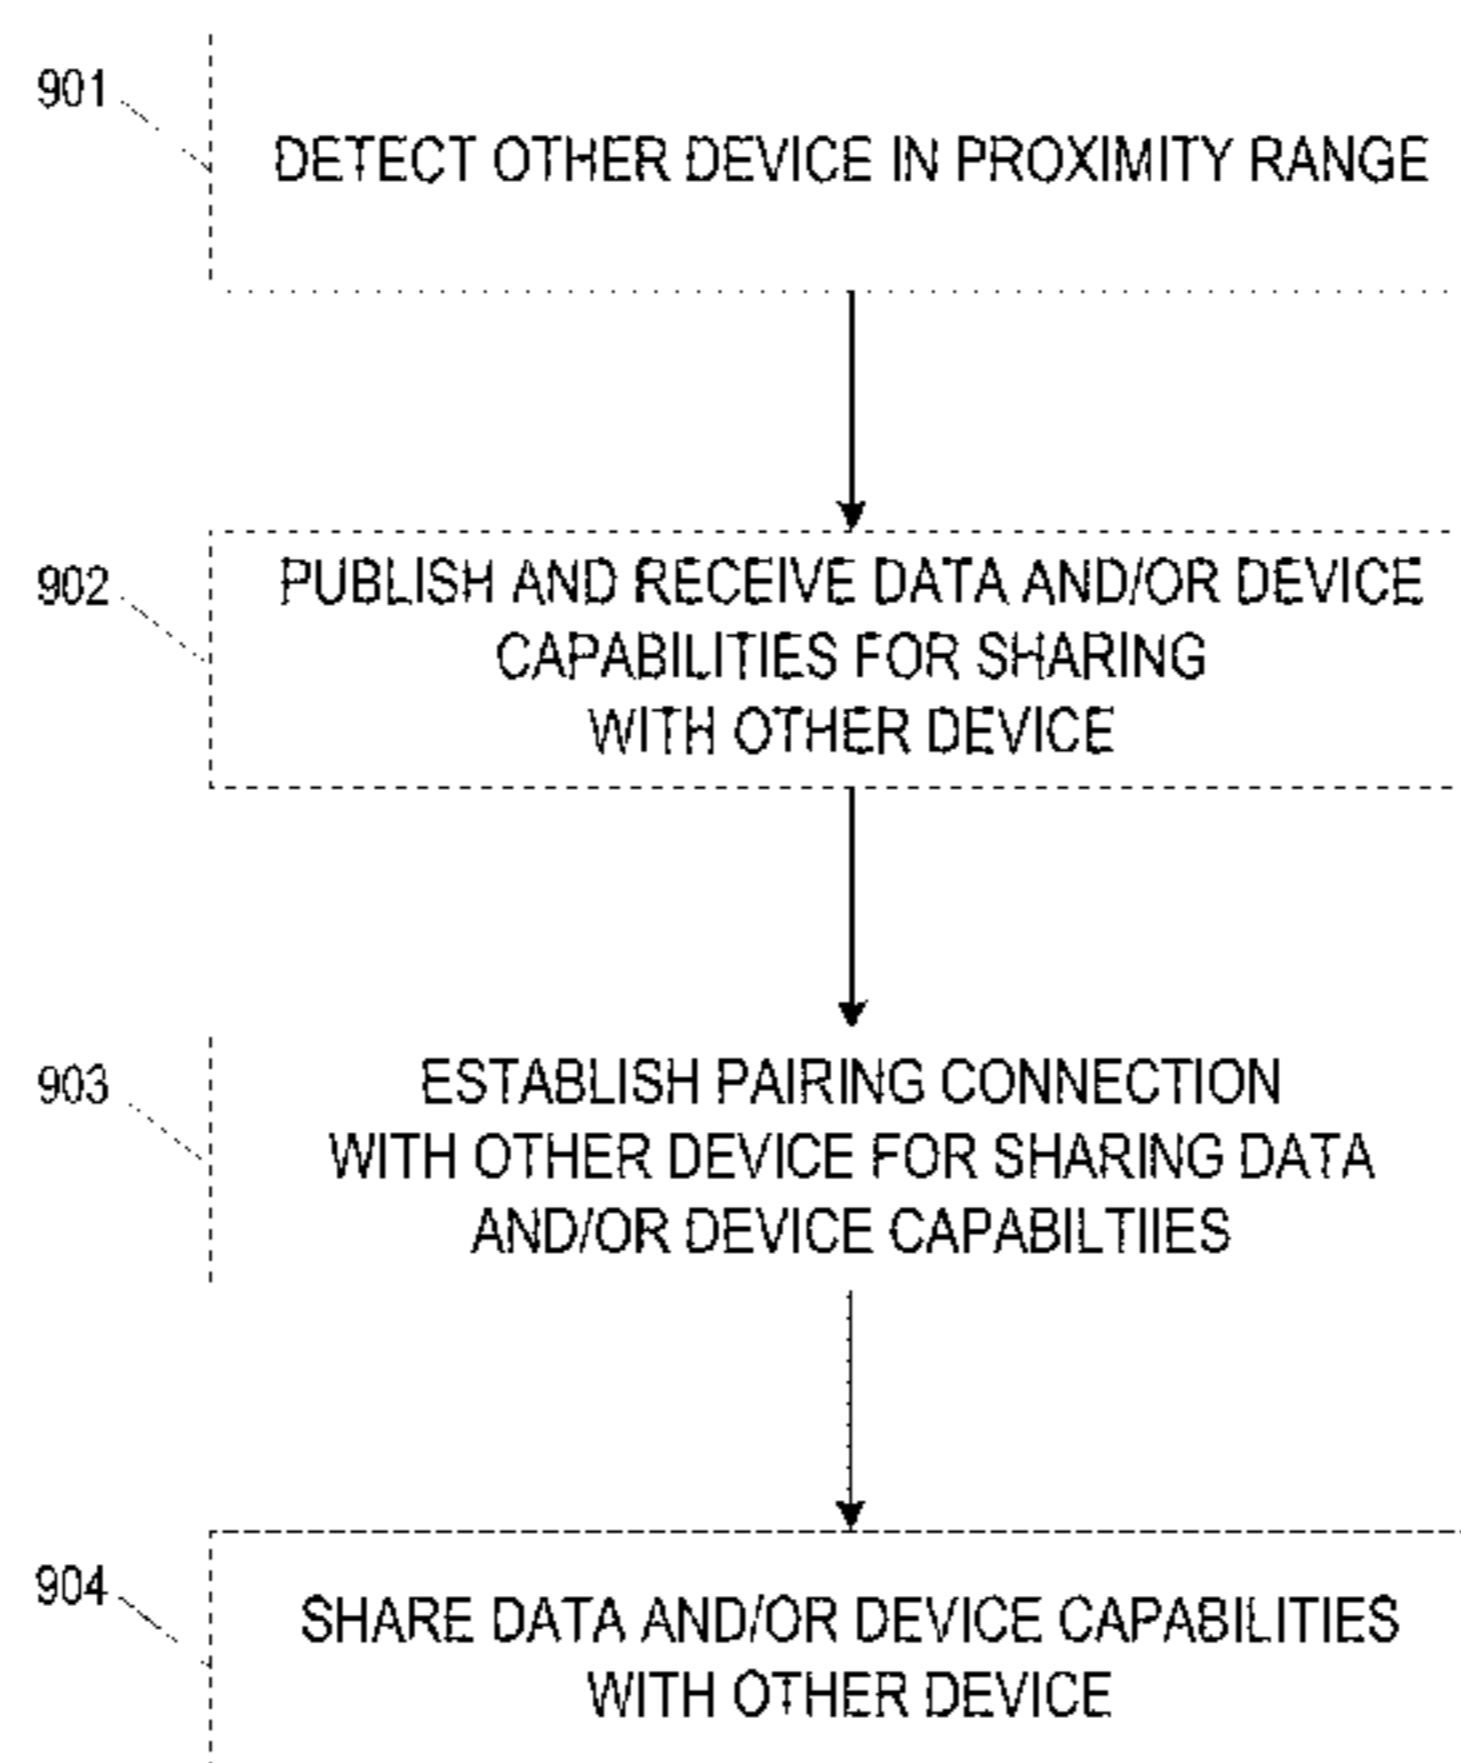 901
DETECT OTHER DEVICE IN PROXIMITY RANGE
902
PUBLISH AND RECEIVE DATA AND/OR DEVICE
CAPABILITIES FOR SHARING
WITH OTHER DEVICE
903
ESTABLISH PAIRING CONNECTION
WITH OTHER DEVICE FOR SHARING DATA
AND/OR DEVICE CAPABILTIIES
904
SHARE DATA AND/OR DEVICE CAPABILITIES
WITH OTHER DEVICE